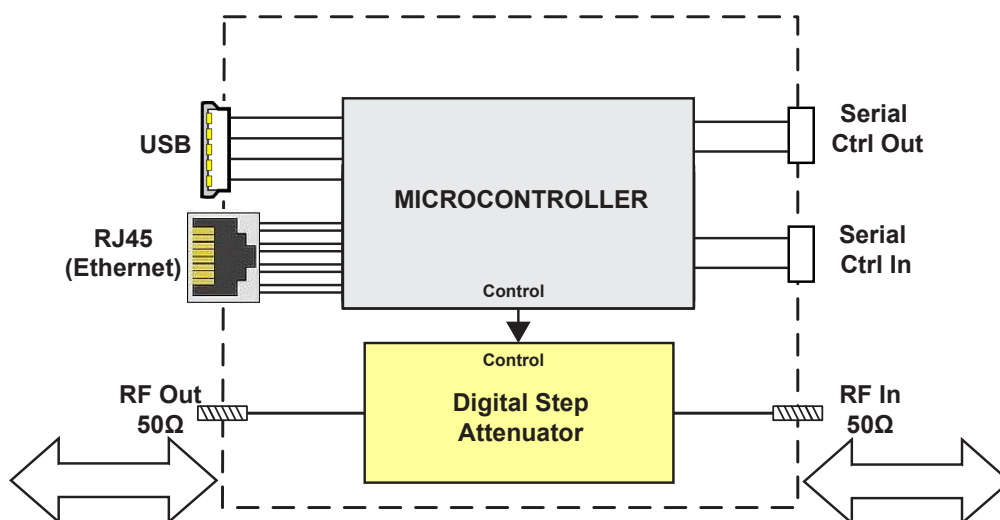 USB
RJ45
(Ethernet)
MICROCONTROLLER
Control
Serial
Ctrl Out
Serial
Ctrl In
Control
Digital Step
Attenuator
RF Out
50Ω
RF In
50Ω